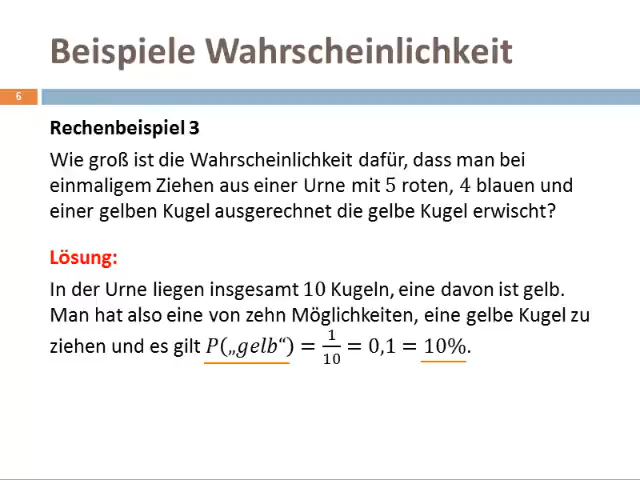 Beispiele Wahrscheinlichkeit
6
Rechenbeispiel 3
Wie groß ist die Wahrscheinlichkeit dafür, dass man bei
einmaligem Ziehen aus einer Urne mit 5 roten, 4 blauen und
einer gelben Kugel ausgerechnet die gelbe Kugel erwischt?
Lösung:
In der Urne liegen insgesamt 10 Kugeln, eine davon ist gelb.
Man hat also eine von zehn Möglichkeiten, eine gelbe Kugel zu
ziehen und es gilt P(„gelb“) = 1/10 = 0,1 = 10%.